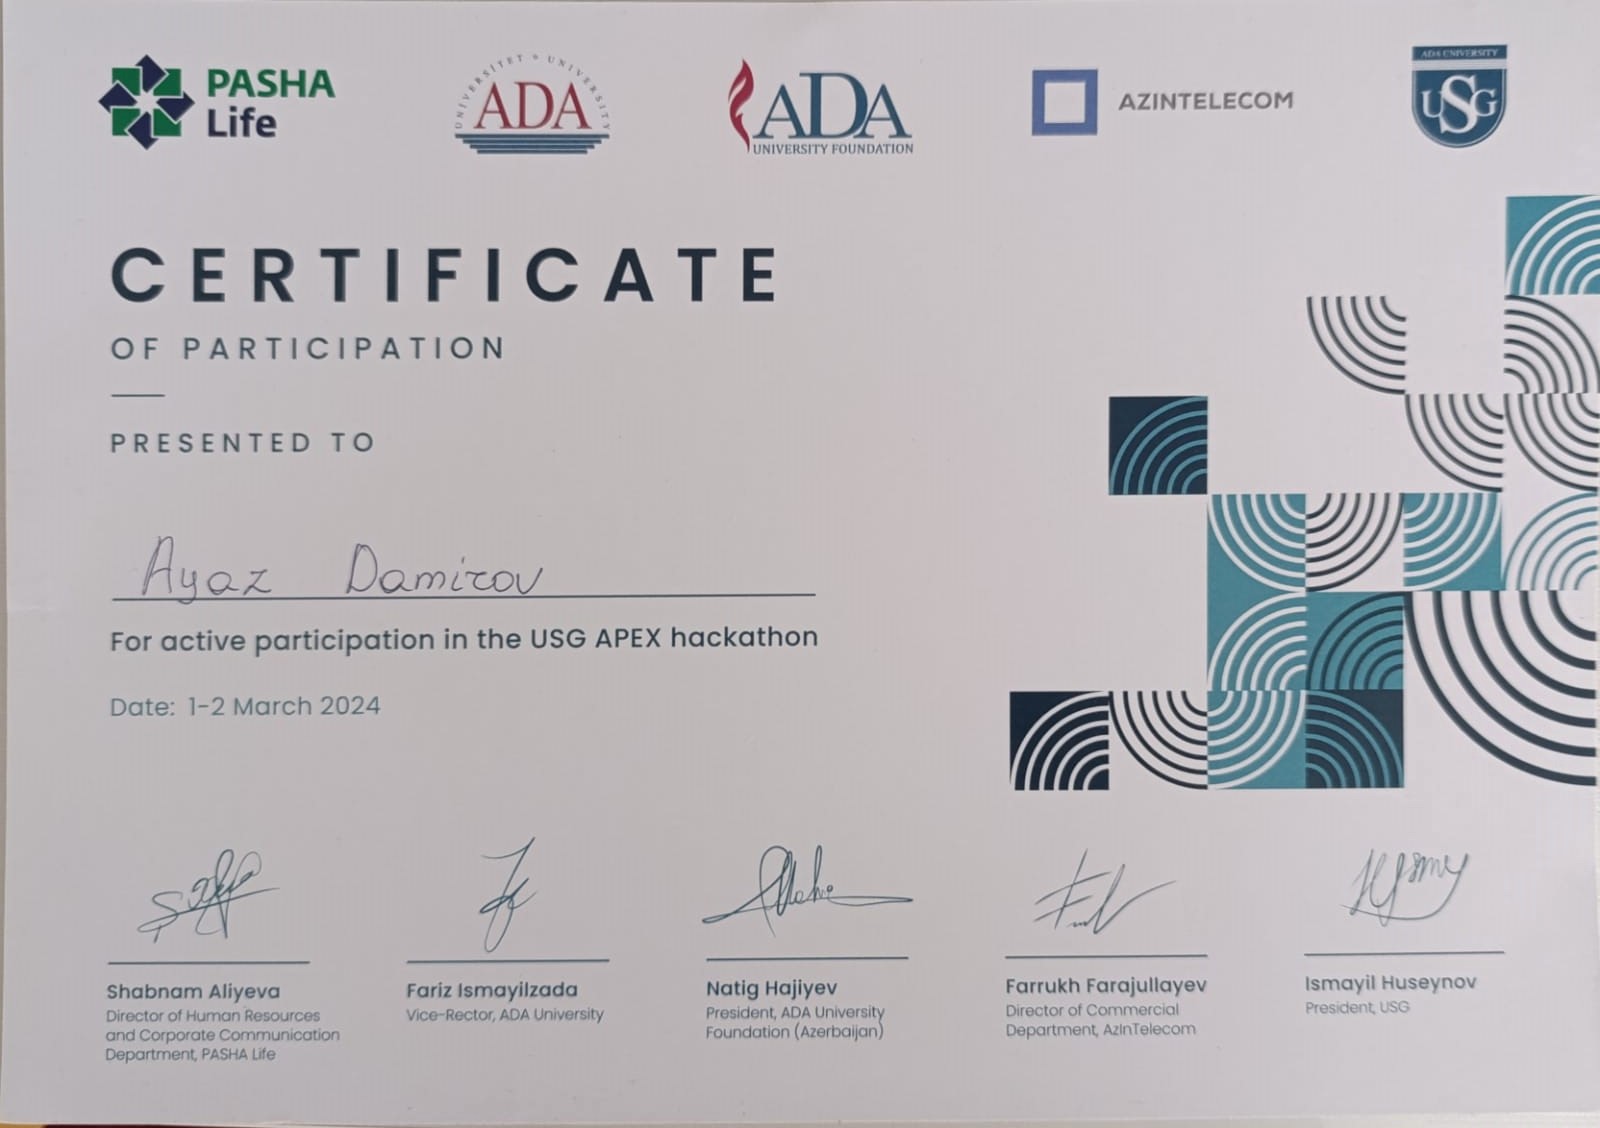 PASHA
Life
UNIVERSITET UNIVERSITY
ADA
ADA
UNIVERSITY FOUNDATION
AZINTELECOM
ADA UNIVERSITY
USG
CERTIFICATE
OF PARTICIPATION
PRESENTED TO
Ayaz Damirov
For active participation in the USG APEX hackathon
Date: 1-2 March 2024
Shabnam Aliyeva
Director of Human Resources
and Corporate Communication
Department, PASHA Life
Fariz Ismayilzada
Vice-Rector, ADA University
Natig Hajiyev
President, ADA University
Foundation (Azerbaijan)
Farrukh Farajullayev
Director of Commercial
Department, AzInTelecom
Ismayil Huseynov
President, USG